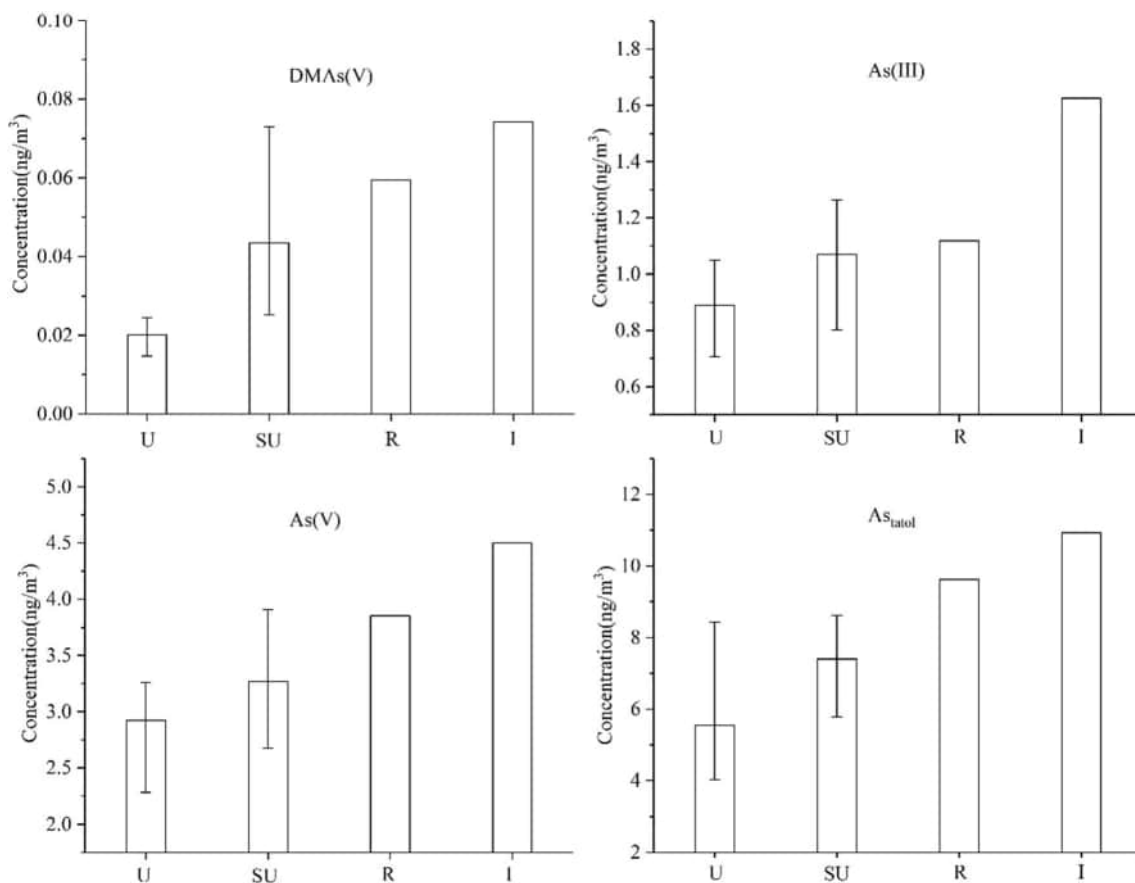 DMAs(V)
Concentration(ng/m³)
0.10
0.08
0.06
0.04
0.02
0.00
U SU R I
As(III)
Concentration(ng/m³)
1.8
1.6
1.4
1.2
1.0
0.8
0.6
U SU R I
As(V)
Concentration(ng/m³)
5.0
4.5
4.0
3.5
3.0
2.5
2.0
U SU R I
As_tatol
Concentration(ng/m³)
12
10
8
6
4
2
U SU R I